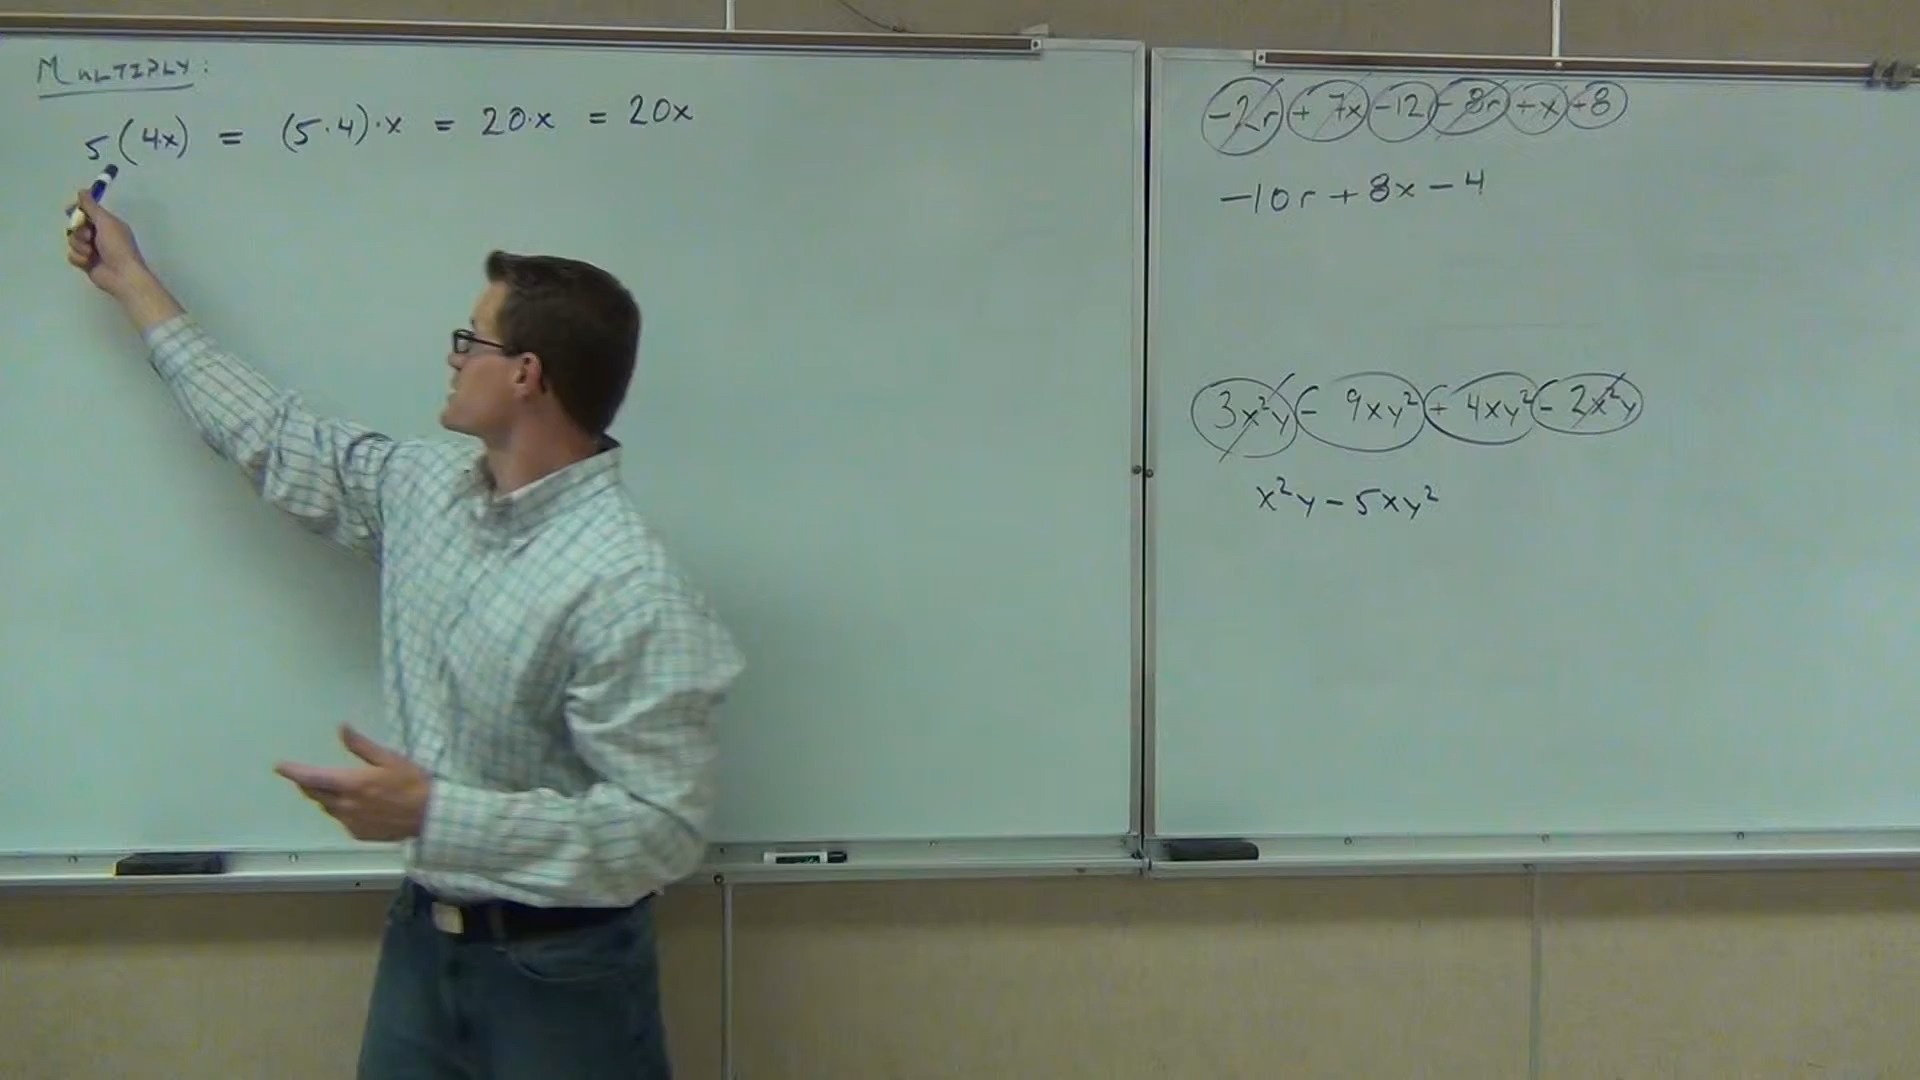 MULTIPLY:
5(4x) = (5·4)·x = 20·x = 20x
-2r + 7x -12 - 8r + x +8
-10r + 8x - 4
3x²y - 9xy² + 4xy² - 2x²y
x²y - 5xy²